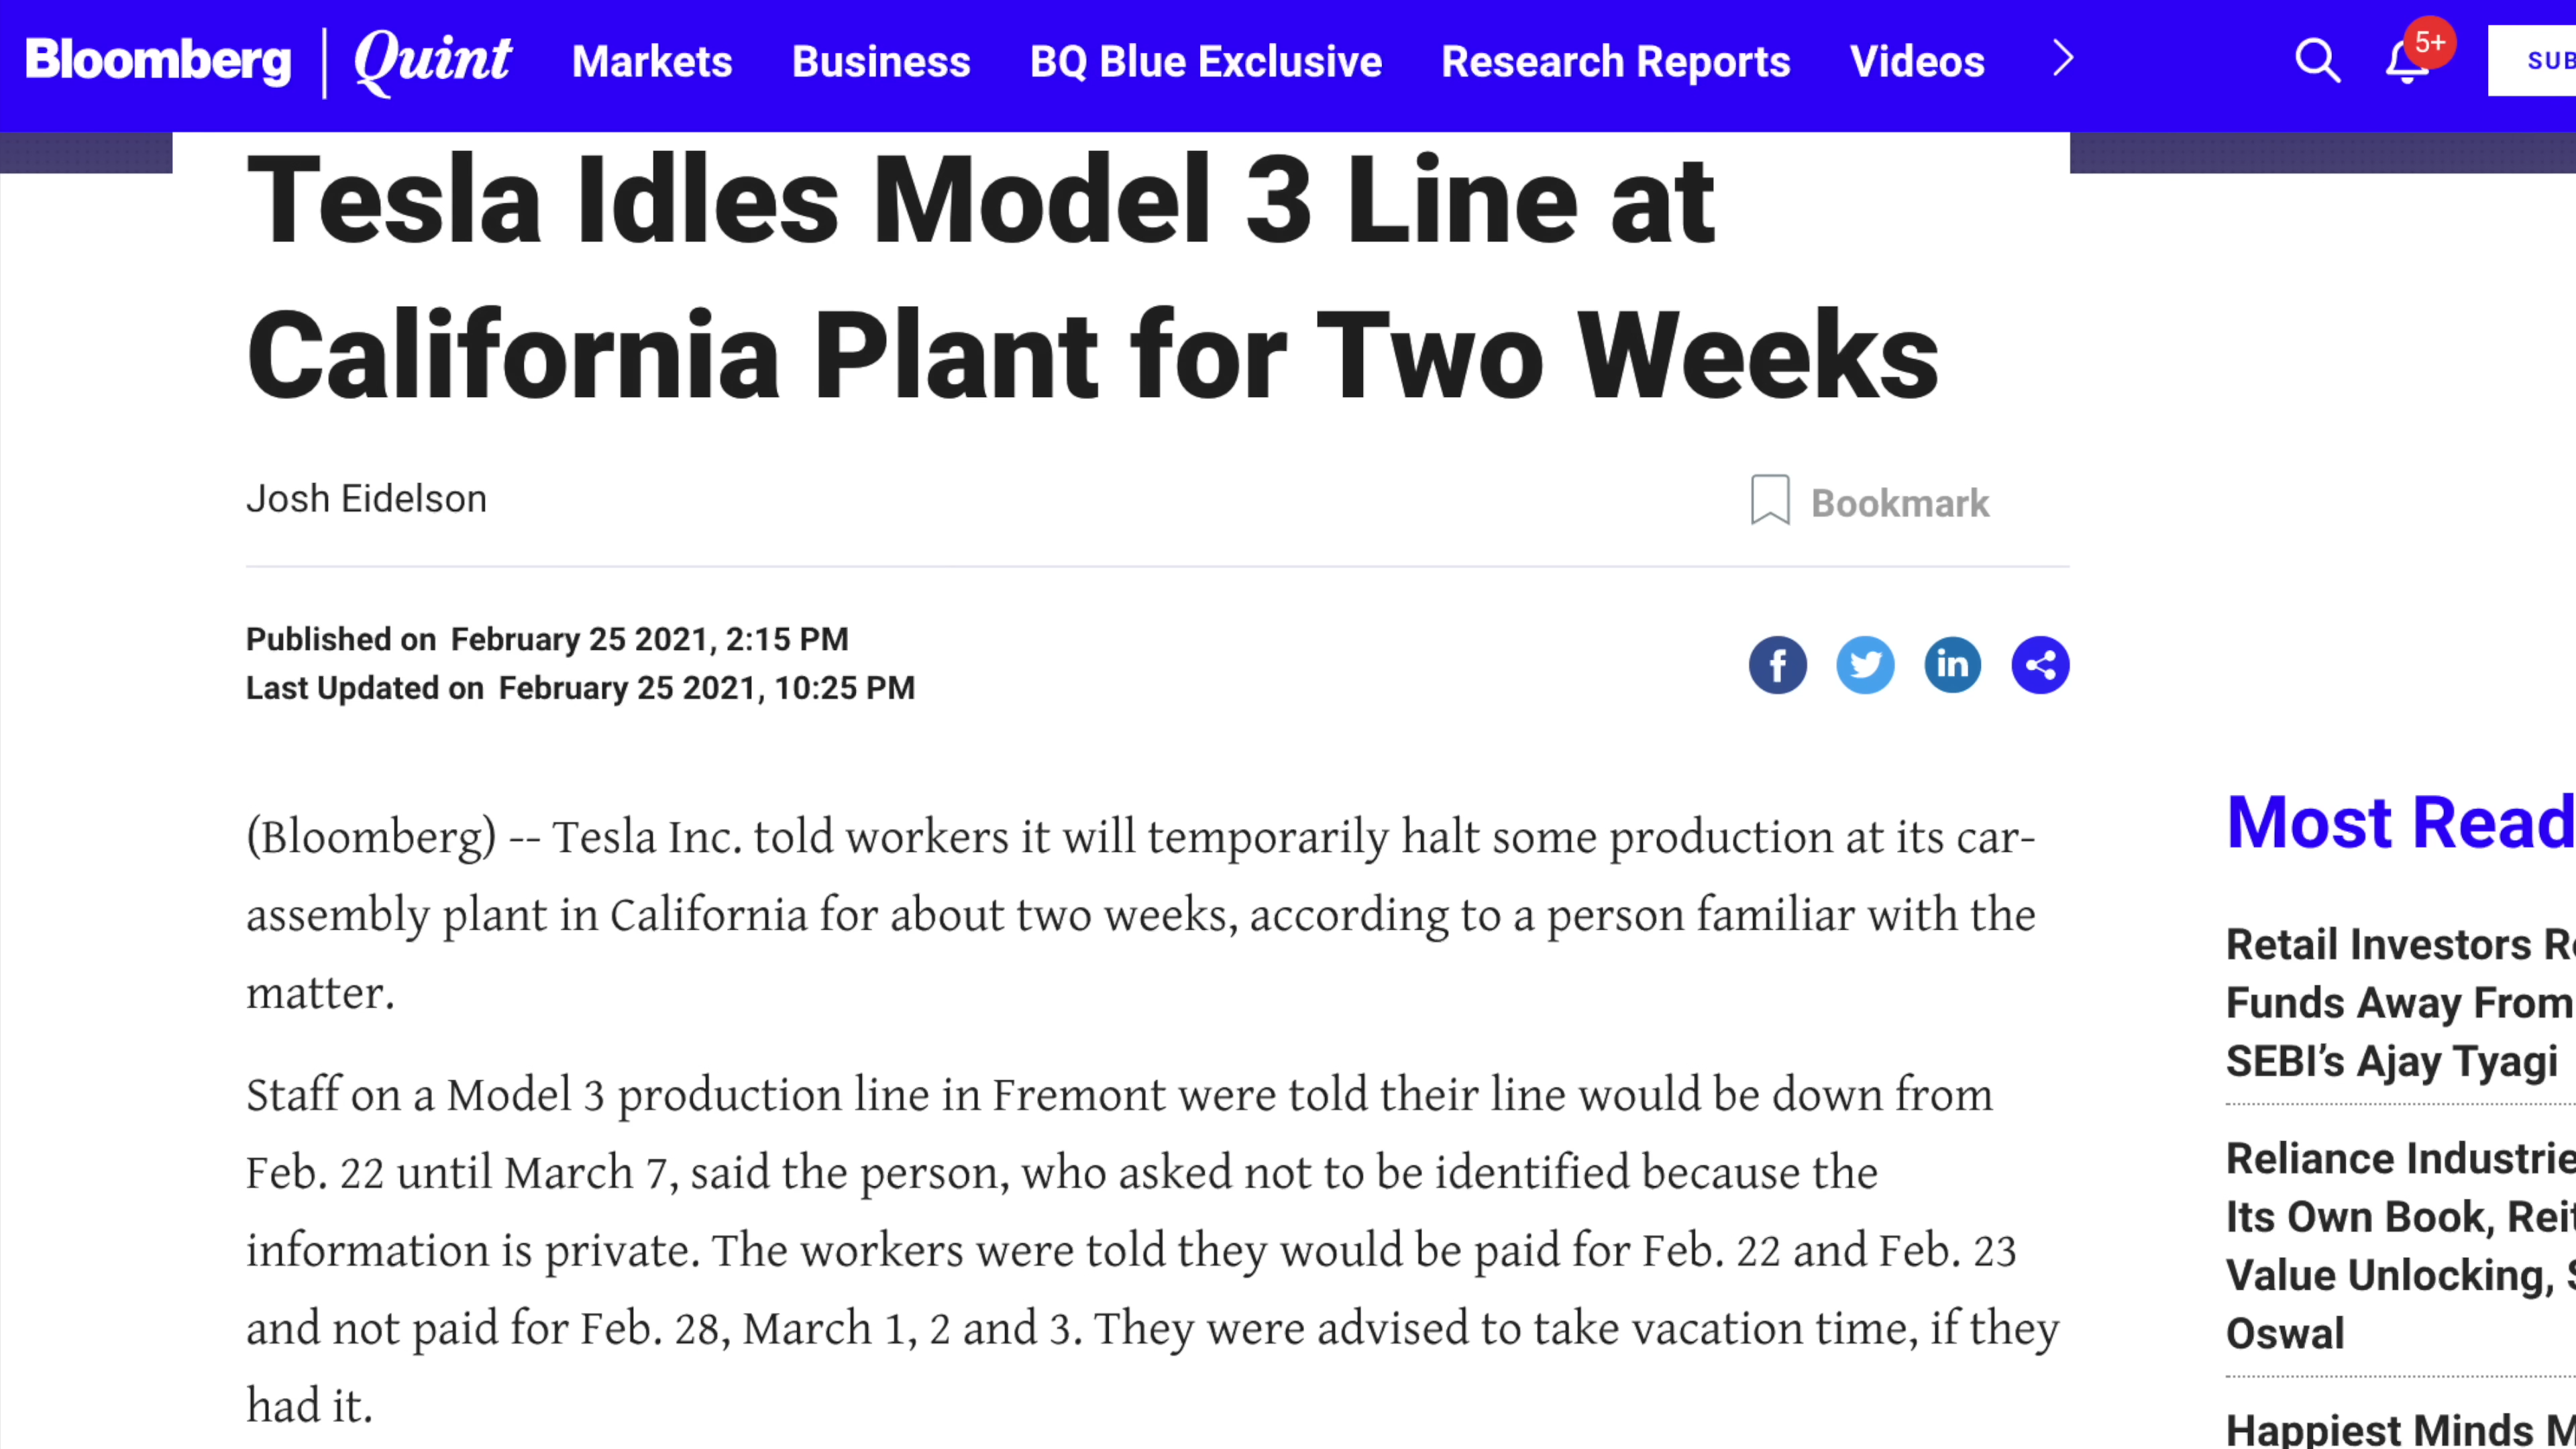 Bloomberg | Quint Markets Business BQ Blue Exclusive Research Reports Videos 5+ SUB
Tesla Idles Model 3 Line at
California Plant for Two Weeks
Josh Eidelson
Bookmark
Published on February 25 2021, 2:15 PM
Last Updated on February 25 2021, 10:25 PM
(Bloomberg) -- Tesla Inc. told workers it will temporarily halt some production at its car-
assembly plant in California for about two weeks, according to a person familiar with the
matter.
Staff on a Model 3 production line in Fremont were told their line would be down from
Feb. 22 until March 7, said the person, who asked not to be identified because the
information is private. The workers were told they would be paid for Feb. 22 and Feb. 23
and not paid for Feb. 28, March 1, 2 and 3. They were advised to take vacation time, if they
had it.
Most Read
Retail Investors R
Funds Away From
SEBI's Ajay Tyagi
Reliance Industrie
Its Own Book, Rei
Value Unlocking,
Oswal
Happiest Minds M